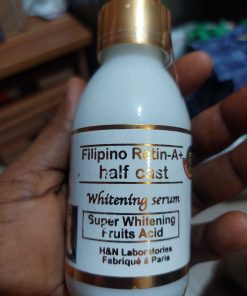 Filipino Retin-A+
half cast
Whitening serum
Super Whitening
Fruits Acid
H&N Laboratories
Fabriqué à Paris